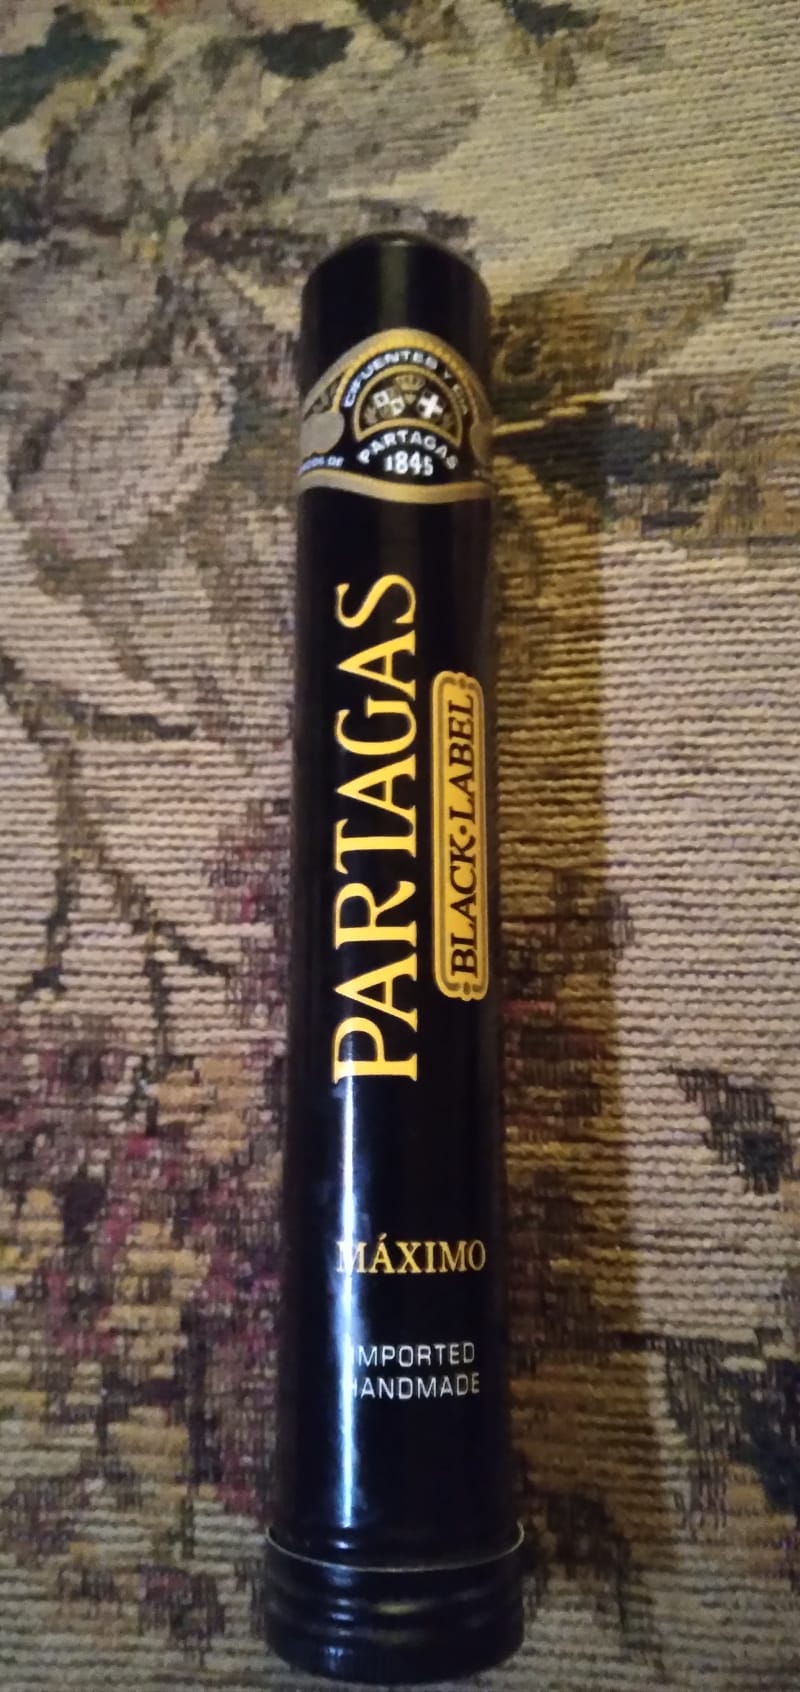 CIFUENTES Y CIA
PARTAGAS
1845
PARTAGAS
BLACK•LABEL
MÁXIMO
IMPORTED
HANDMADE